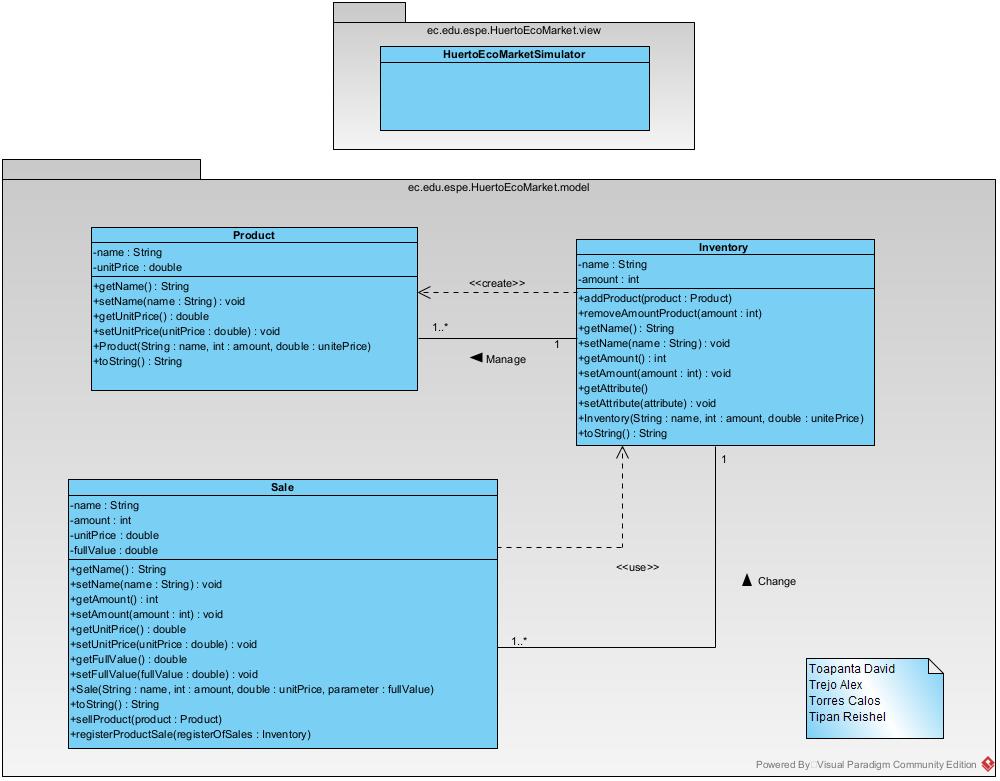 ec.edu.espe.HuertoEcoMarket.view
HuertoEcoMarketSimulator
ec.edu.espe.HuertoEcoMarket.model
Product
-name : String
-unitPrice : double
+getName() : String
+setName(name : String) : void
+getUnitPrice() : double
+setUnitPrice(unitPrice : double) : void
+Product(String : name, int : amount, double : unitePrice)
+toString() : String
<<create>>
1..*
1
Manage
Inventory
-name : String
-amount : int
+addProduct(product : Product)
+removeAmountProduct(amount : int)
+getName() : String
+setName(name : String) : void
+getAmount() : int
+setAmount(amount : int) : void
+getAttribute()
+setAttribute(attribute) : void
+Inventory(String : name, int : amount, double : unitePrice)
+toString() : String
1
Sale
-name : String
-amount : int
-unitPrice : double
-fullValue : double
+getName() : String
+setName(name : String) : void
+getAmount() : int
+setAmount(amount : int) : void
+getUnitPrice() : double
+setUnitPrice(unitPrice : double) : void
+getFullValue() : double
+setFullValue(fullValue : double) : void
+Sale(String : name, int : amount, double : unitPrice, parameter : fullValue)
+toString() : String
+sellProduct(product : Product)
+registerProductSale(registerOfSales : Inventory)
<<use>>
Change
1..*
Toapanta David
Trejo Alex
Torres Calos
Tipan Reishel
Powered By Visual Paradigm Community Edition